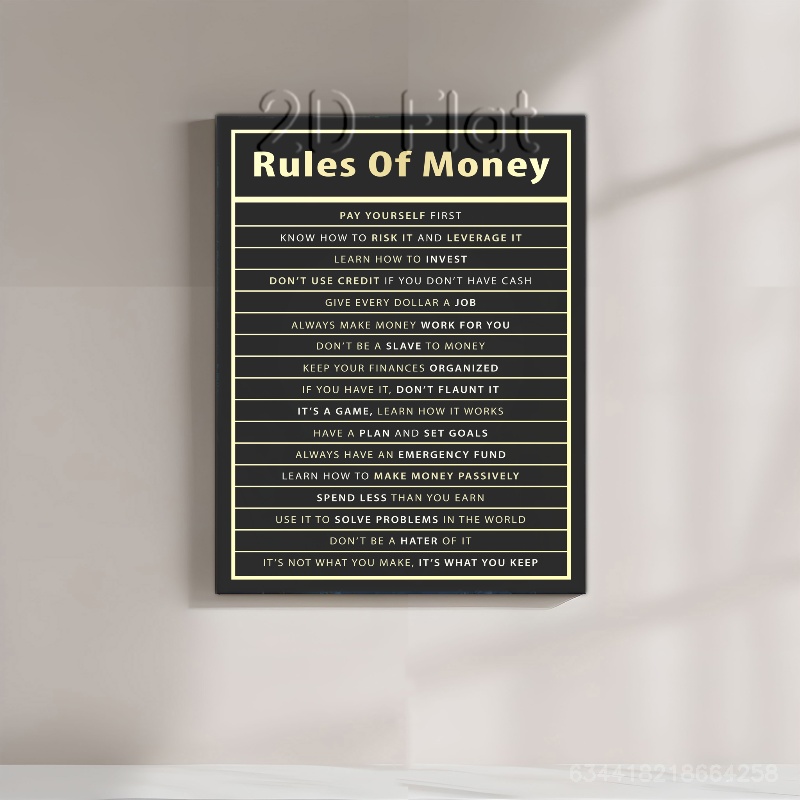 2D Flat
Rules Of Money
PAY YOURSELF FIRST
KNOW HOW TO RISK IT AND LEVERAGE IT
LEARN HOW TO INVEST
DON'T USE CREDIT IF YOU DON'T HAVE CASH
GIVE EVERY DOLLAR A JOB
ALWAYS MAKE MONEY WORK FOR YOU
DON'T BE A SLAVE TO MONEY
KEEP YOUR FINANCES ORGANIZED
IF YOU HAVE IT, DON'T FLAUNT IT
IT'S A GAME, LEARN HOW IT WORKS
HAVE A PLAN AND SET GOALS
ALWAYS HAVE AN EMERGENCY FUND
LEARN HOW TO MAKE MONEY PASSIVELY
SPEND LESS THAN YOU EARN
USE IT TO SOLVE PROBLEMS IN THE WORLD
DON'T BE A HATER OF IT
IT'S NOT WHAT YOU MAKE, IT'S WHAT YOU KEEP
634418218664258